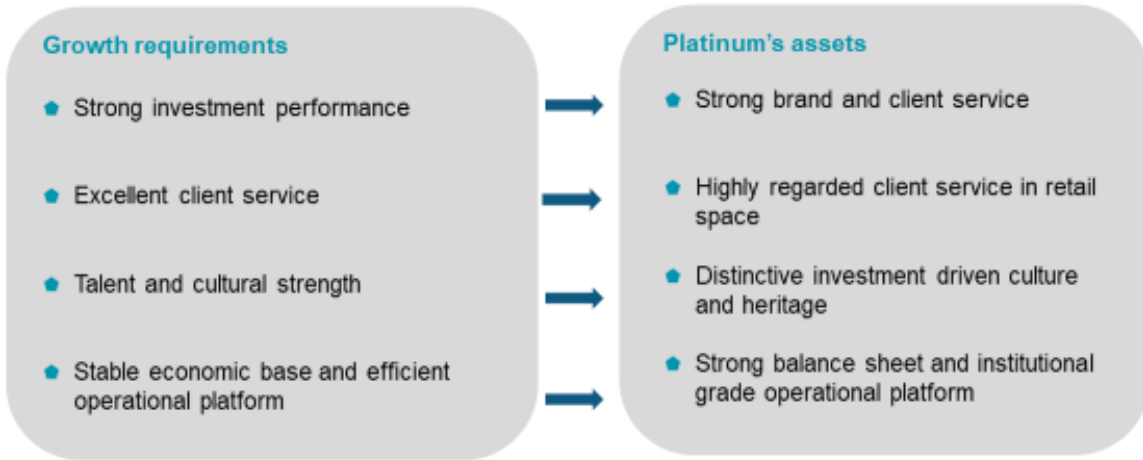 Growth requirements
Strong investment performance
Excellent client service
Talent and cultural strength
Stable economic base and efficient
operational platform
Platinum's assets
Strong brand and client service
Highly regarded client service in retail
space
Distinctive investment driven culture
and heritage
Strong balance sheet and institutional
grade operational platform